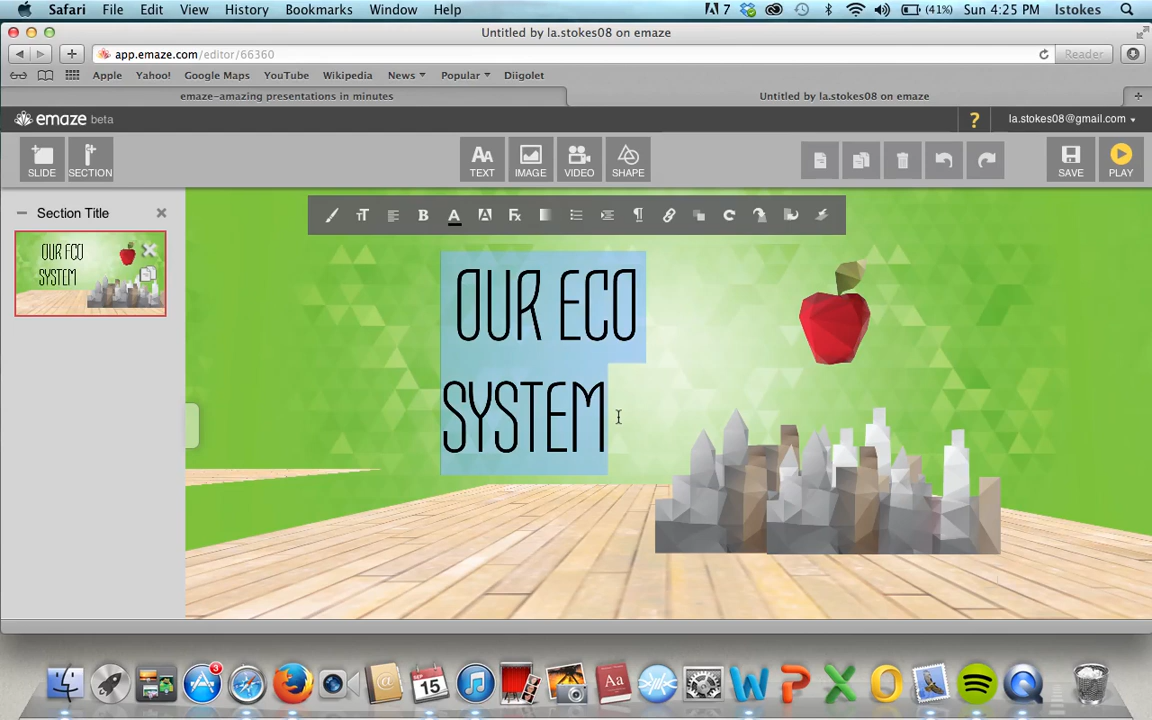 Safari File Edit View History Bookmarks Window Help 7 (41%) Sun 4:25 PM lstokes
Untitled by la.stokes08 on emaze
app.emaze.com/editor/66360 Reader
Apple Yahoo! Google Maps YouTube Wikipedia News Popular Diigolet
emaze-amazing presentations in minutes Untitled by la.stokes08 on emaze
emaze beta ? la.stokes08@gmail.com
SLIDE SECTION TEXT IMAGE VIDEO SHAPE SAVE PLAY
Section Title
OUR ECO
SYSTEM
OUR ECO
SYSTEM
3 SEP 15